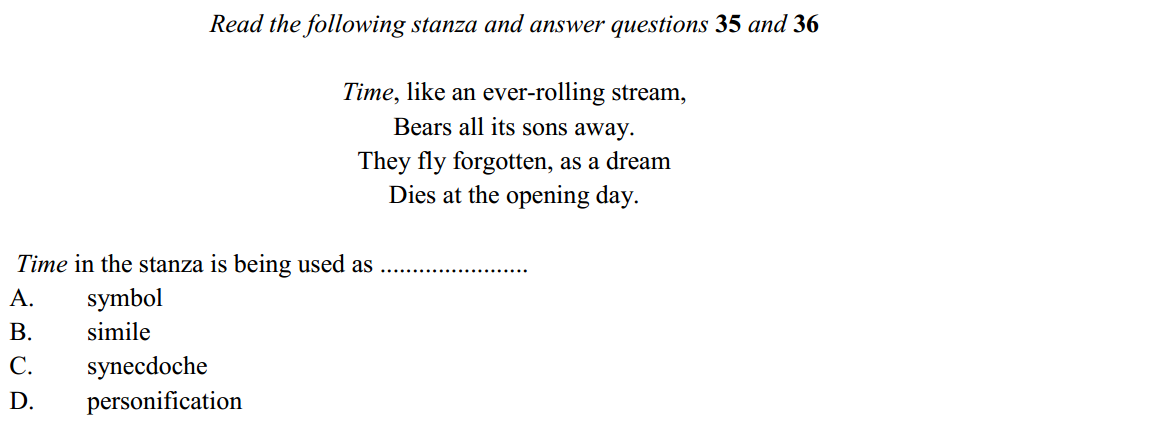 Read the following stanza and answer questions 35 and 36
Time, like an ever-rolling stream,
Bears all its sons away.
They fly forgotten, as a dream
Dies at the opening day.
Time in the stanza is being used as .......................
A. symbol
B. simile
C. synecdoche
D. personification